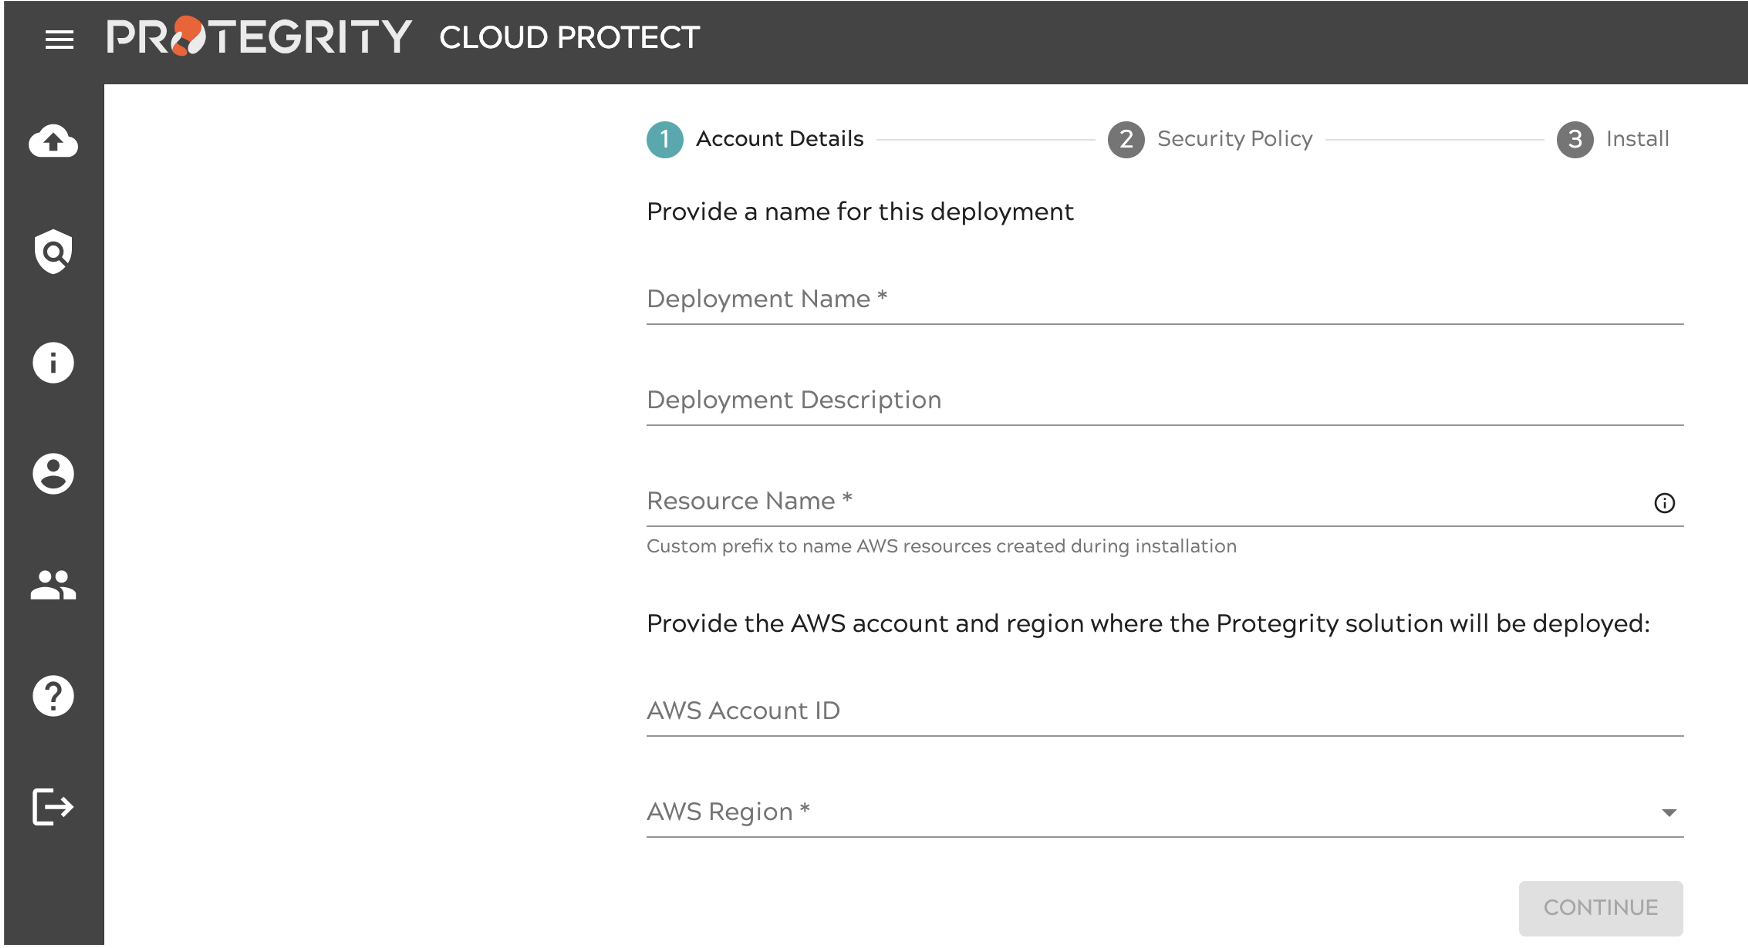 PROTEGRITY CLOUD PROTECT
1 Account Details 2 Security Policy 3 Install
Provide a name for this deployment
Deployment Name *
Deployment Description
Resource Name *
Custom prefix to name AWS resources created during installation
Provide the AWS account and region where the Protegrity solution will be deployed:
AWS Account ID
AWS Region *
CONTINUE